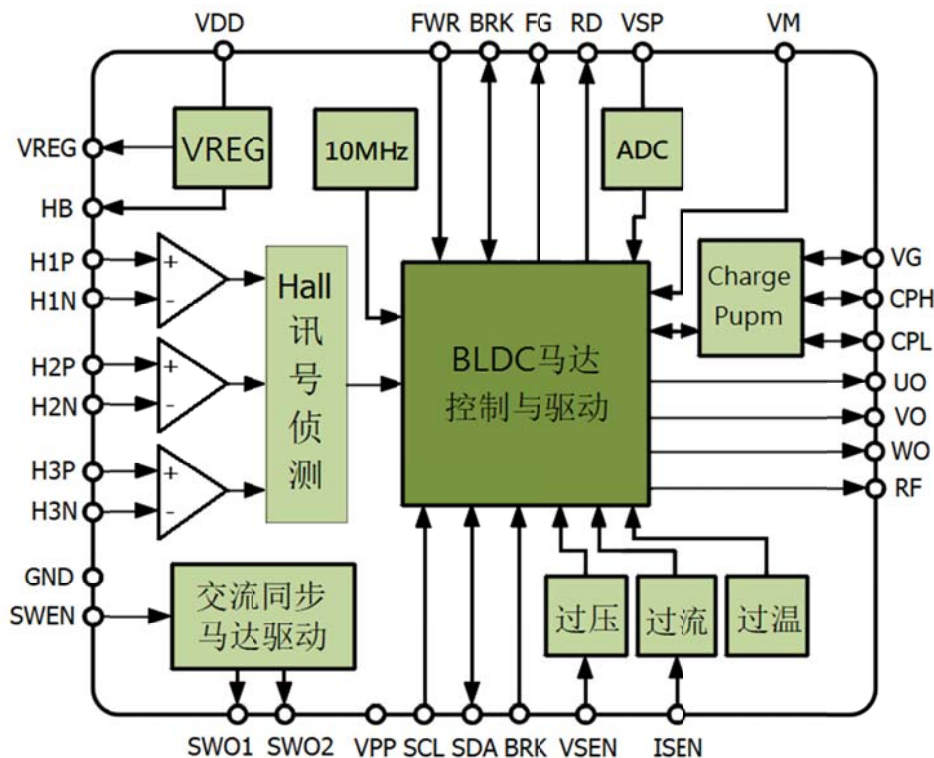 VDD
FWR
BRK
FG
RD
VSP
VM
VREG
VREG
10MHz
ADC
HB
H1P
H1N
H2P
H2N
H3P
H3N
GND
SWEN
+
-
+
-
+
-
Hall
讯
号
侦
测
BLDC马达
控制与驱动
Charge
Pupm
VG
CPH
CPL
UO
VO
WO
RF
交流同步
马达驱动
过压
过流
过温
SWO1
SWO2
VPP
SCL
SDA
BRK
VSEN
ISEN